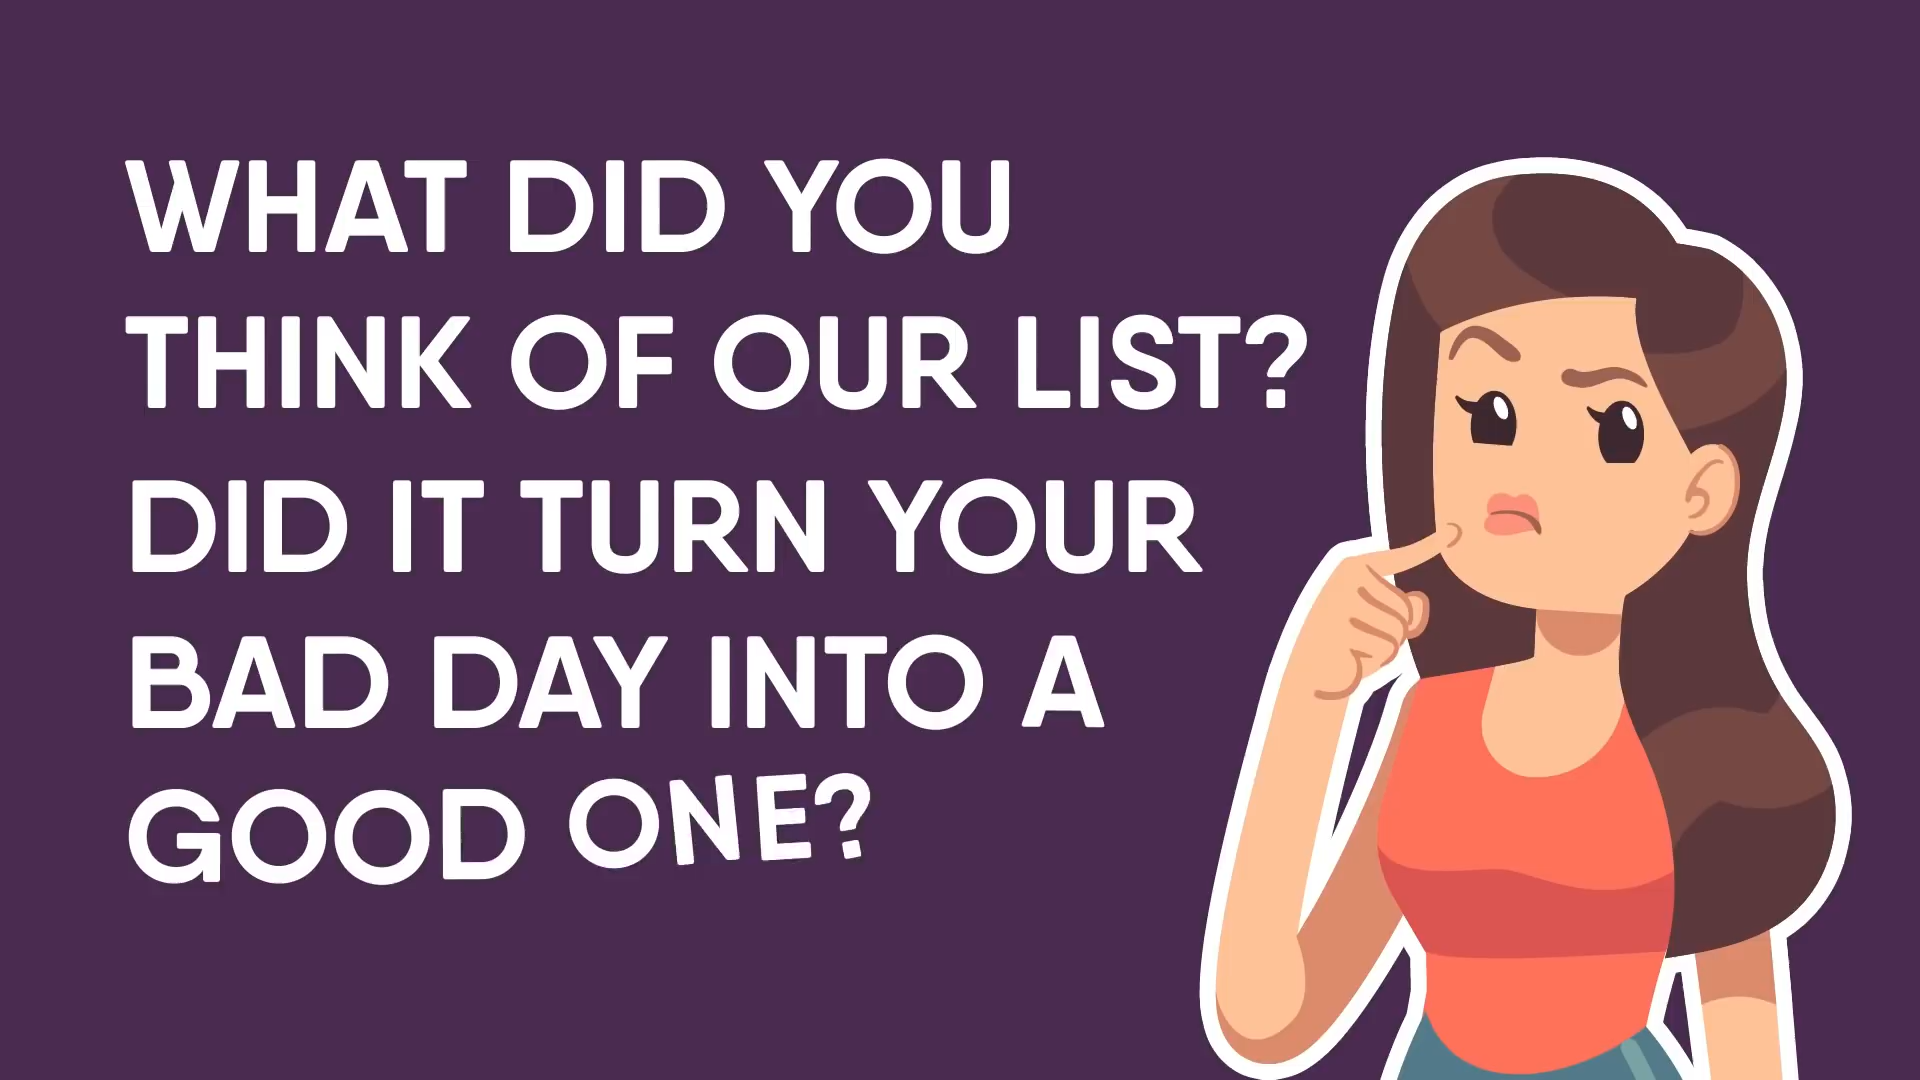 WHAT DID YOU
THINK OF OUR LIST?
DID IT TURN YOUR
BAD DAY INTO A
GOOD ONE?